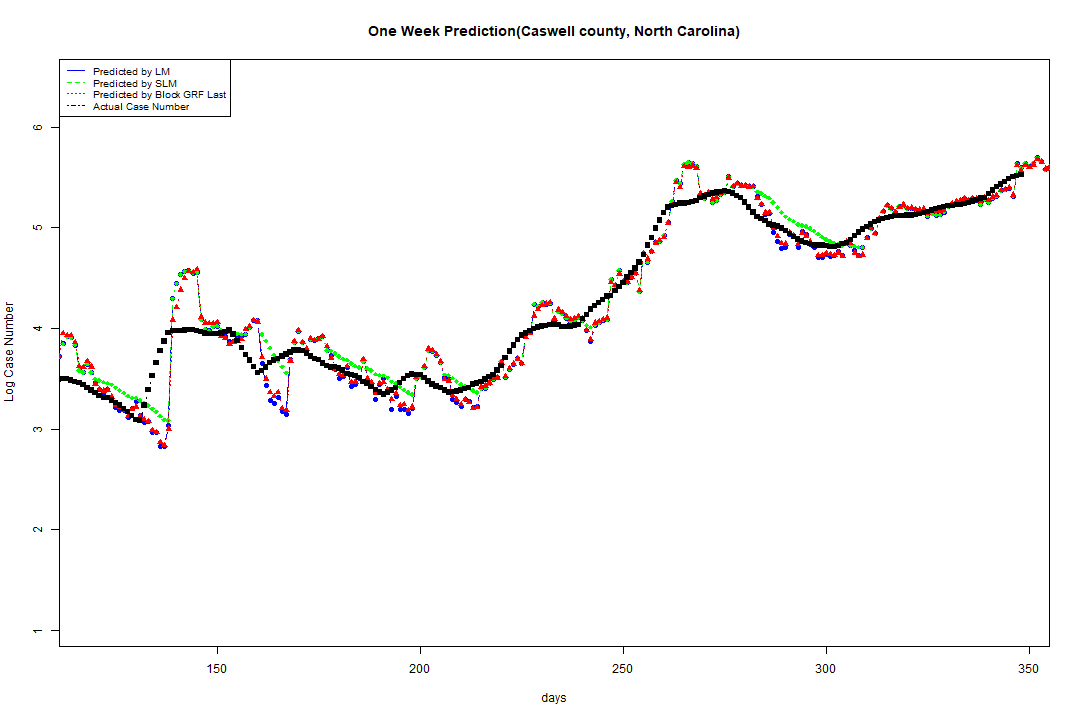 One Week Prediction(Caswell county, North Carolina)
Predicted by LM
Predicted by SLM
Predicted by Block GRF Last
Actual Case Number
Log Case Number
6
5
4
3
2
1
150 200 250 300 350
days